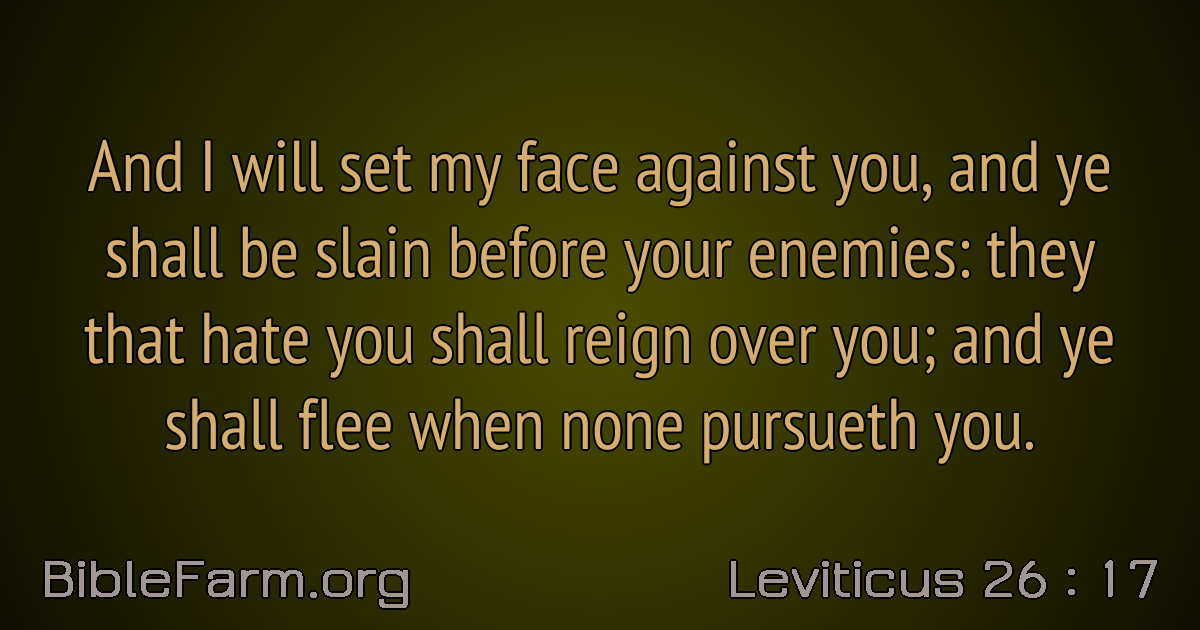 And I will set my face against you, and ye
shall be slain before your enemies: they
that hate you shall reign over you; and ye
shall flee when none pursueth you.
BibleFarm.org
Leviticus 26 : 17